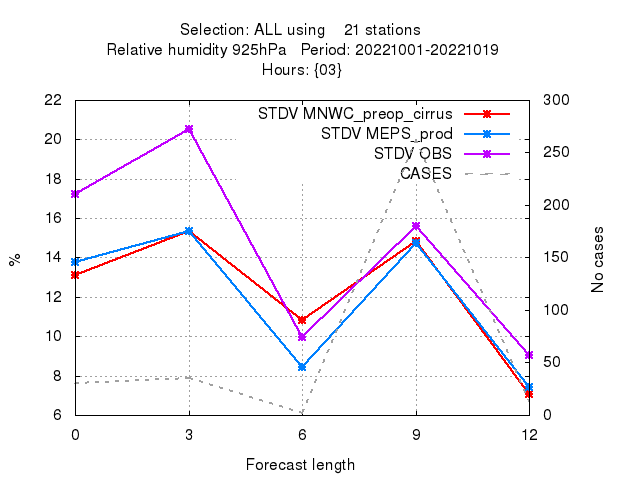 Selection: ALL using 21 stations
Relative humidity 925hPa Period: 20221001-20221019
Hours: {03}
22 300
STDV MNWC_preop_cirrus
20 STDV MEPS_prod
STDV OBS 250
18 CASES
16 200
%
14 150
No cases
12 100
10
8 50
6 0
0 3 6 9 12
Forecast length